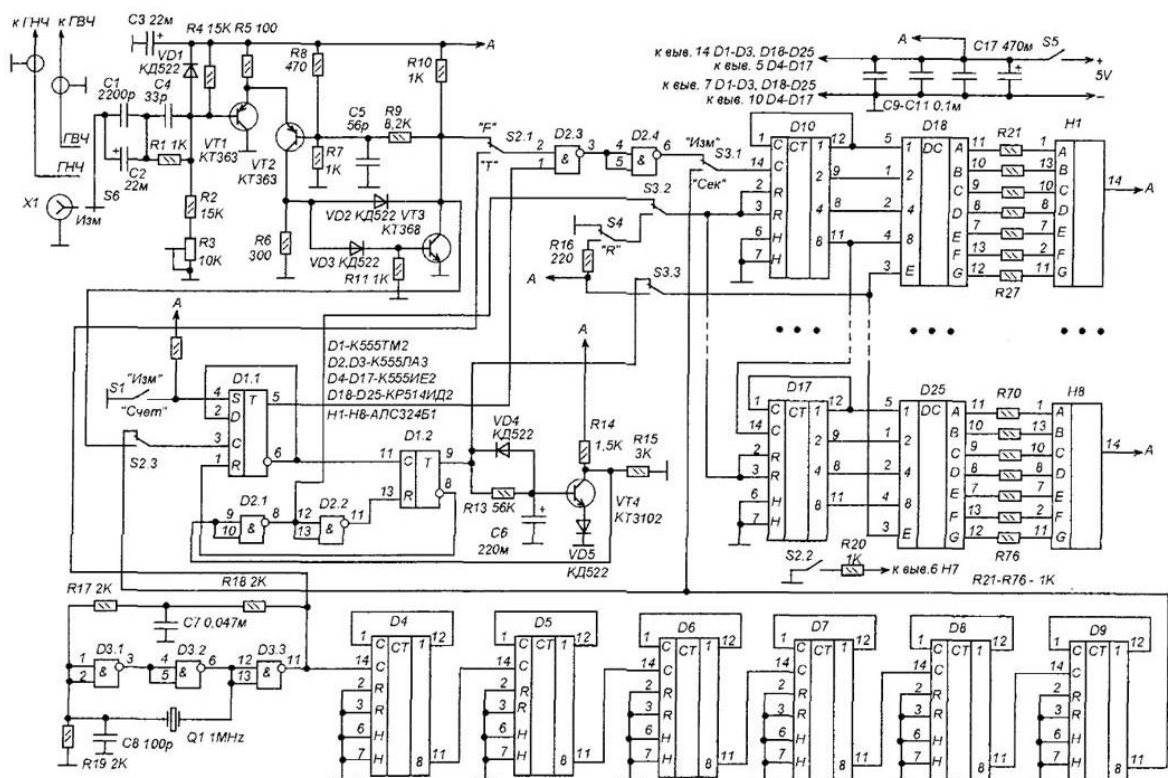 к ГНЧ к ГВЧ
C3 22м
R4 15K R5 100
VD1
КД522
R8
470
R10
1K
A
C1
2200р
C4
33р
VT1
КТ363
VT2
КТ363
R1 1K
C2
22м
ГВЧ
ГНЧ
S6
X1
Изм
R2
15K
R3
10K
C5
56р
R9
8,2K
R7
1K
"F"
"T"
S2.1
D2.3
D2.4
"Изм"
S3.1
"Сек"
S3.2
VD2 КД522 VT3
КТ368
R6
300
VD3 КД522
R11 1K
S4
"R"
R16
220
A
S3.3
A
к выв. 14 D1-D3, D18-D25
к выв. 5 D4-D17
к выв. 7 D1-D3, D18-D25
к выв. 10 D4-D17
C17 470м
S5
+
5V
−
C9-C11 0,1м
D10
D18
R21
H1
R27
14
A
A
D1-К555ТМ2
D2,D3-К555ЛА3
D4-D17-К555ИЕ2
D18-D25-КР514ИД2
H1-H8-АЛС324Б1
S1
"Изм"
"Счет"
S2.3
D1.1
D1.2
D2.1
D2.2
VD4
КД522
R13 56K
C6
220м
A
R14
1,5K
R15
3K
VT4
КТ3102
VD5
КД522
D17
D25
R70
H8
R76
14
A
S2.2
R20
1K
к выв.6 H7
R21-R76 - 1K
R17 2K
R18 2K
C7 0,047м
D3.1
D3.2
D3.3
C8 100р
Q1 1MHz
R19 2K
D4
D5
D6
D7
D8
D9